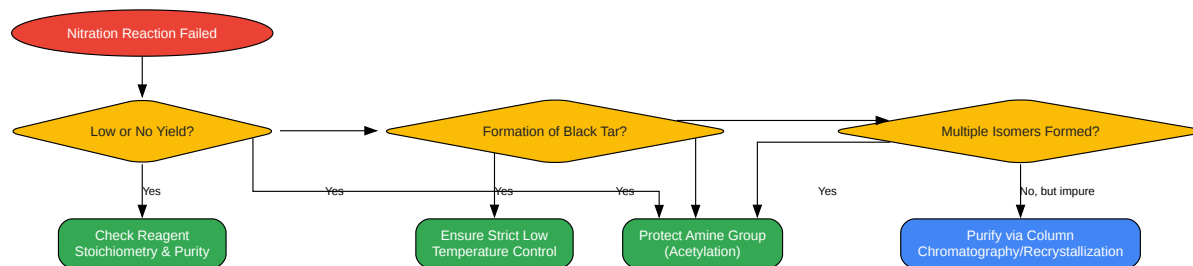 Nitration Reaction Failed
Low or No Yield?
Formation of Black Tar?
Multiple Isomers Formed?
Yes
Yes
Yes
Yes
Yes
No, but impure
Check Reagent
Stoichiometry & Purity
Ensure Strict Low
Temperature Control
Protect Amine Group
(Acetylation)
Purify via Column
Chromatography/Recrystallization